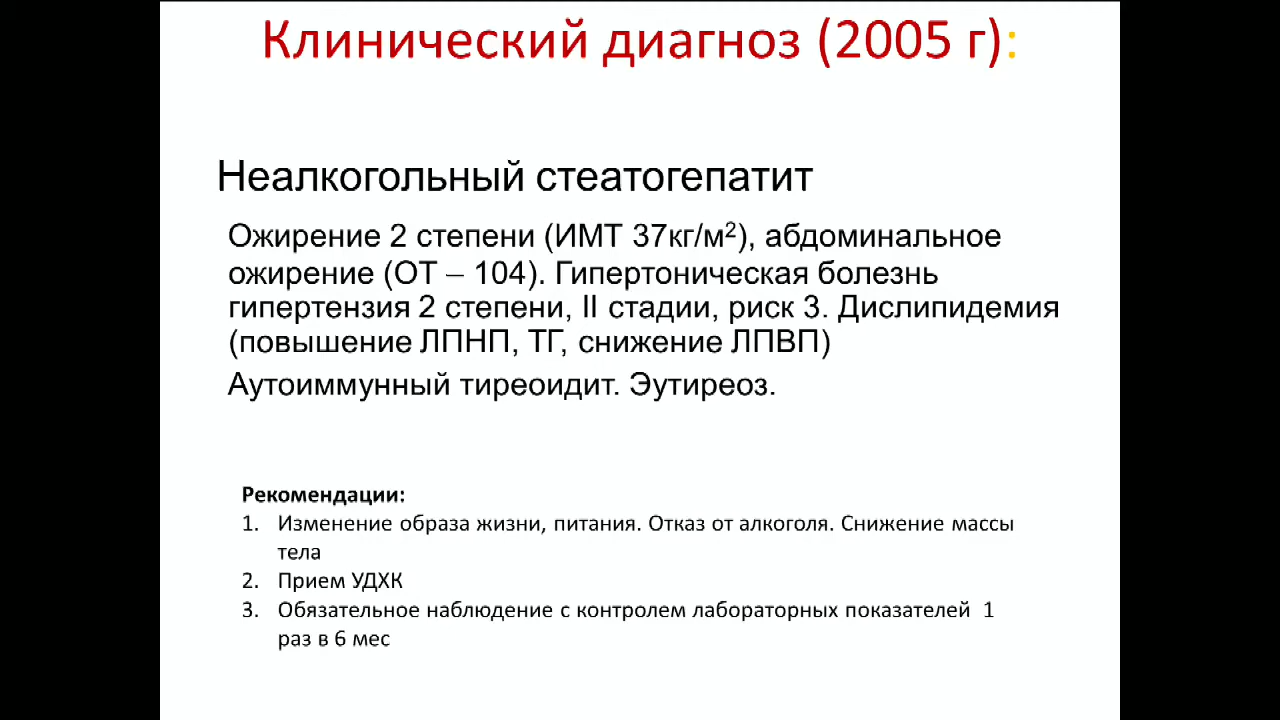 Клинический диагноз (2005 г):
Неалкогольный стеатогепатит
Ожирение 2 степени (ИМТ 37кг/м²), абдоминальное
ожирение (ОТ – 104). Гипертоническая болезнь
гипертензия 2 степени, II стадии, риск 3. Дислипидемия
(повышение ЛПНП, ТГ, снижение ЛПВП)
Аутоиммунный тиреоидит. Эутиреоз.
Рекомендации:
1. Изменение образа жизни, питания. Отказ от алкоголя. Снижение массы
тела
2. Прием УДХК
3. Обязательное наблюдение с контролем лабораторных показателей 1
раз в 6 мес